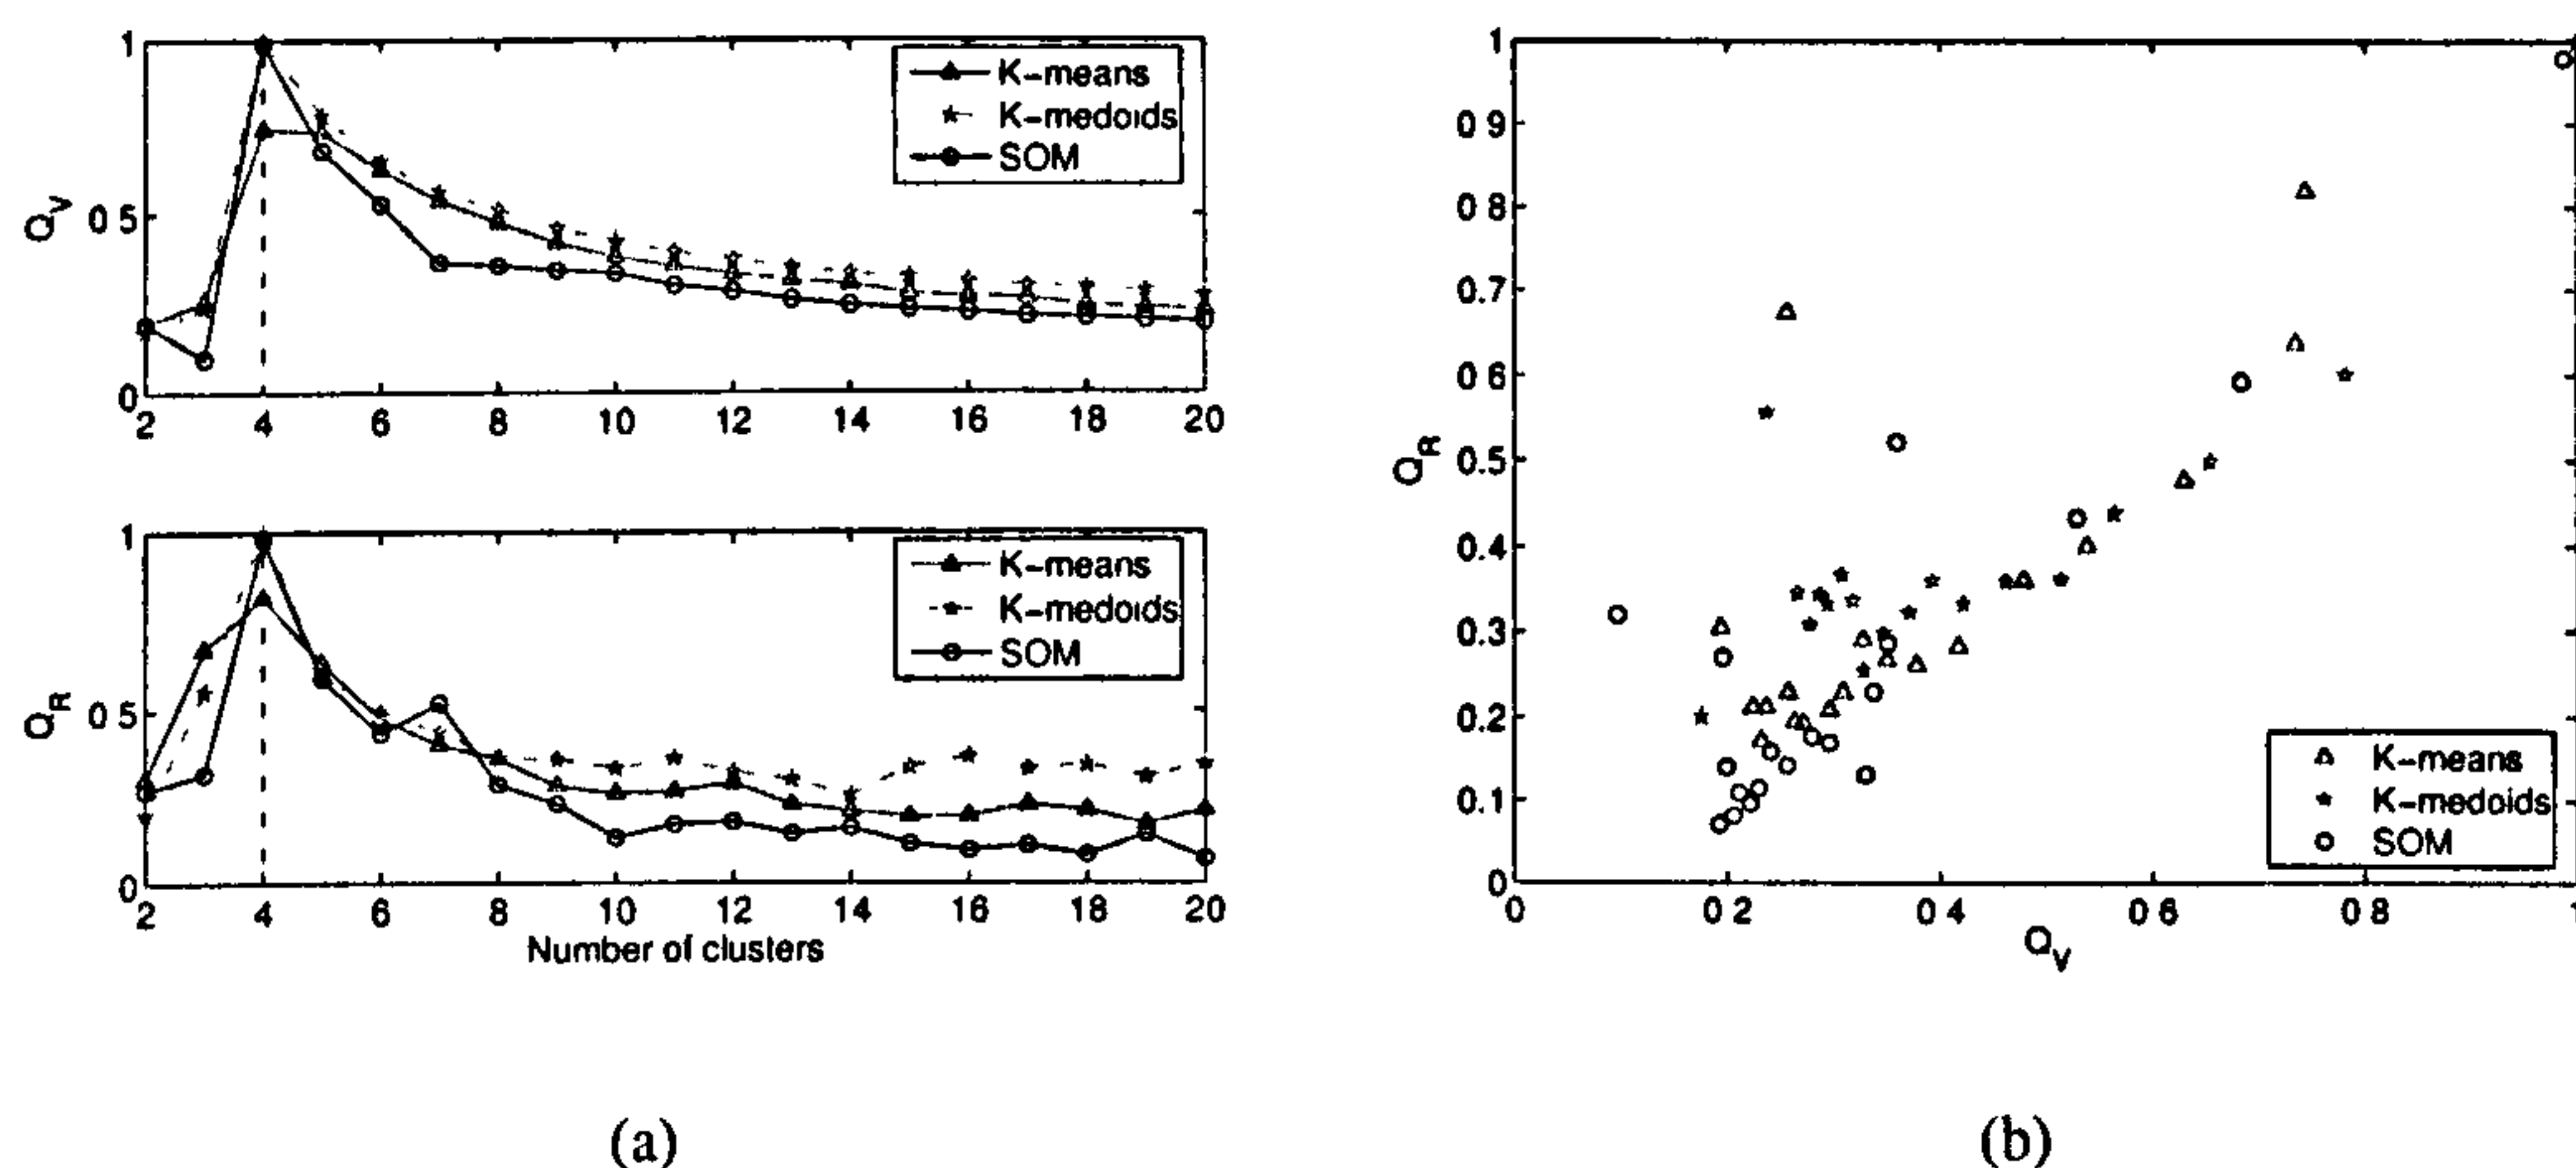 1
K-means
K-medoids
SOM
Q_V
0 5
0
2 4 6 8 10 12 14 16 18 20
1
K-means
K-medoids
SOM
Q_R
0 5
0
2 4 6 8 10 12 14 16 18 20
Number of clusters
(a)
1
0 9
0 8
0.7
0 6
0.5
0.4
0.3
0.2
0.1
0
Q_R
K-means
K-medoids
SOM
0 0 2 0 4 0 6 0 8 1
Q_V
(b)